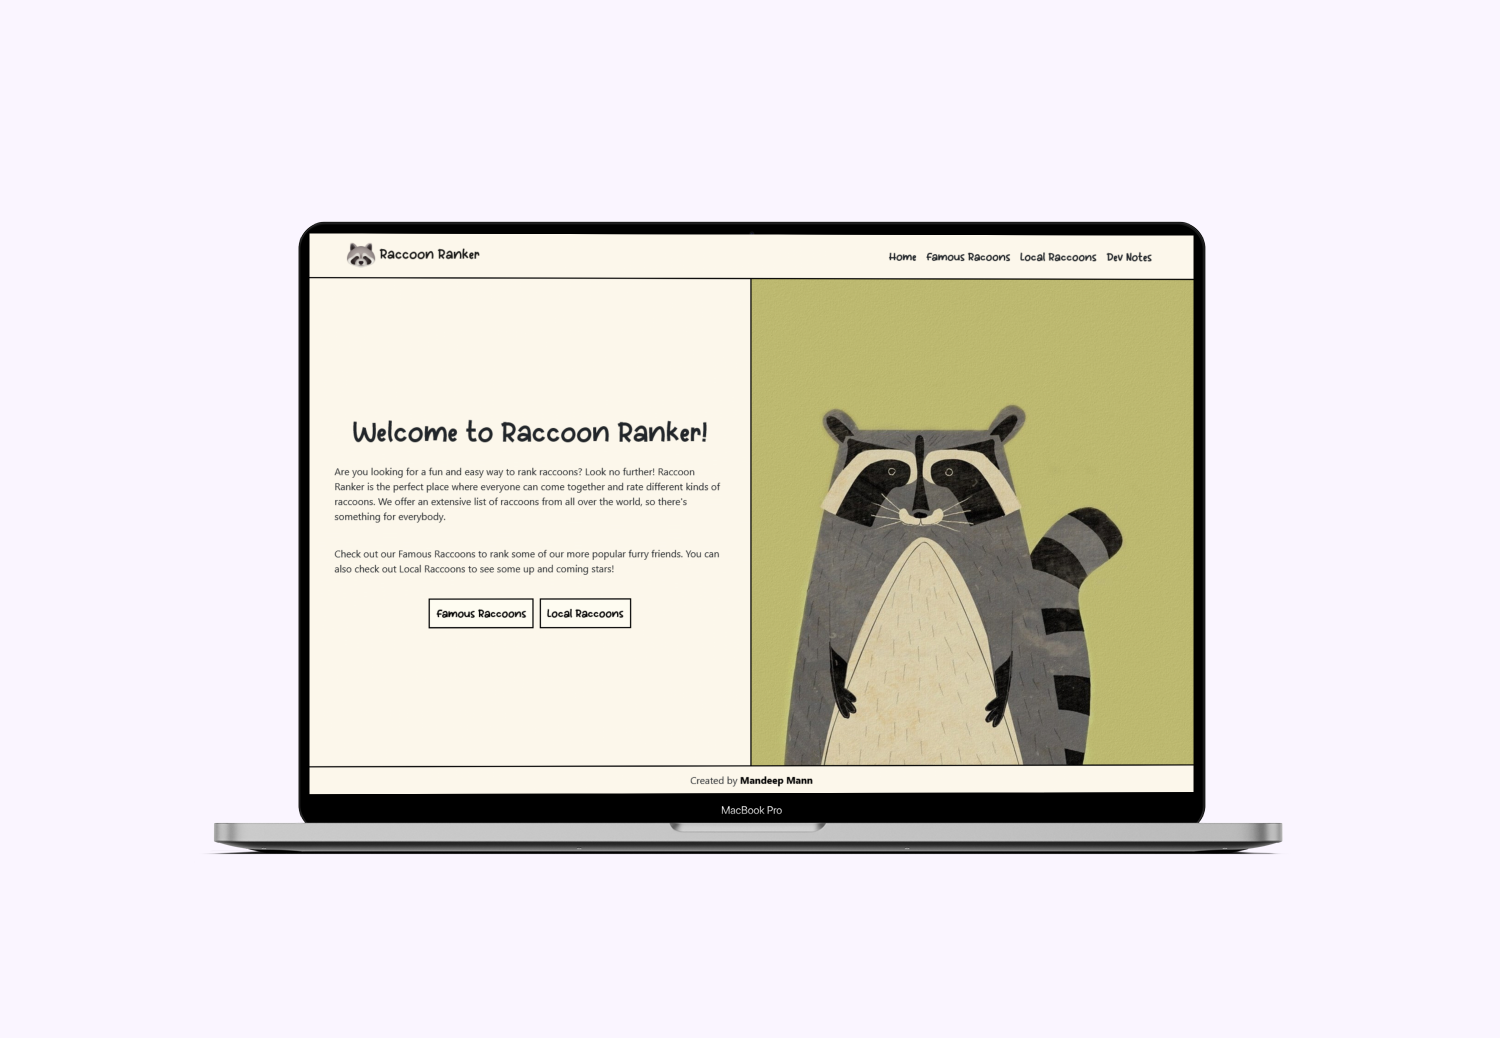 Raccoon Ranker
Home Famous Racoons Local Raccoons Dev Notes
Welcome to Raccoon Ranker!
Are you looking for a fun and easy way to rank raccoons? Look no further! Raccoon
Ranker is the perfect place where everyone can come together and rate different kinds of
raccoons. We offer an extensive list of raccoons from all over the world, so there's
something for everybody.
Check out our Famous Raccoons to rank some of our more popular furry friends. You can
also check out Local Raccoons to see some up and coming stars!
Famous Raccoons Local Raccoons
Created by Mandeep Mann
MacBook Pro